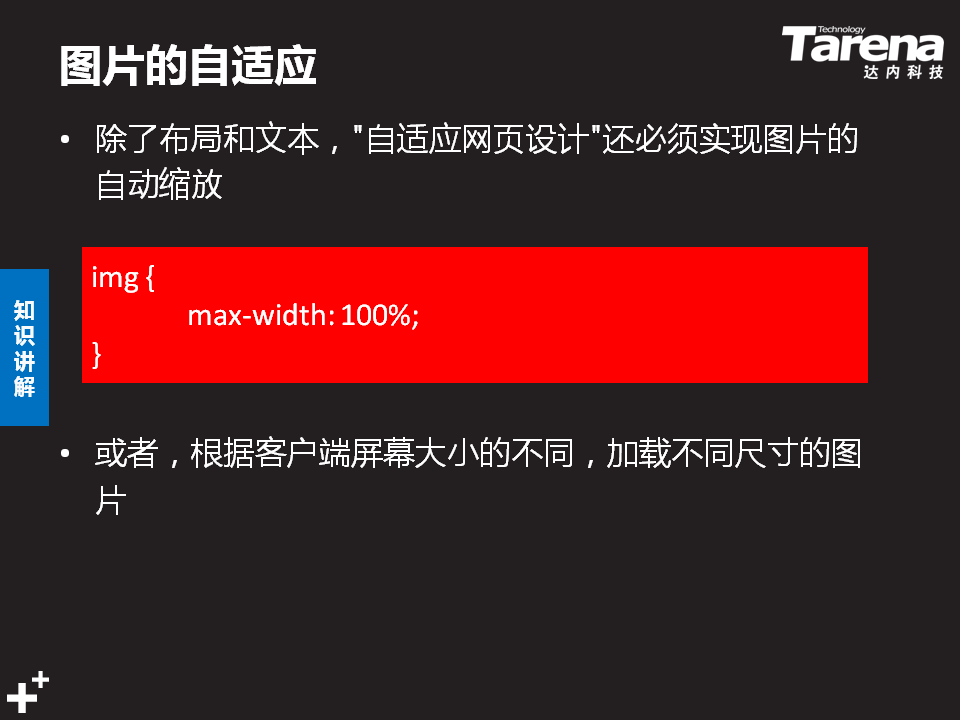 图片的自适应
Technology
Tarena
达内科技
• 除了布局和文本，"自适应网页设计"还必须实现图片的
自动缩放
img {
max-width: 100%;
}
知识讲解
• 或者，根据客户端屏幕大小的不同，加载不同尺寸的图
片